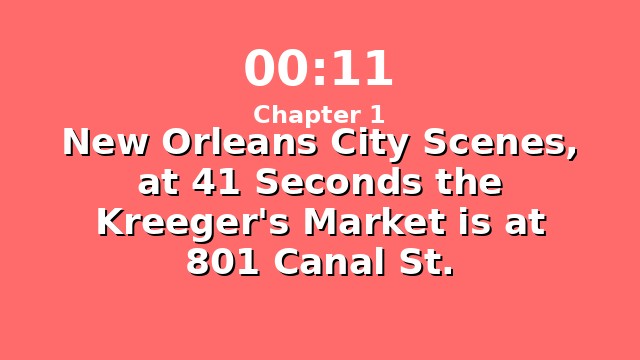 00:11
Chapter 1
New Orleans City Scenes,
at 41 Seconds the
Kreeger's Market is at
801 Canal St.